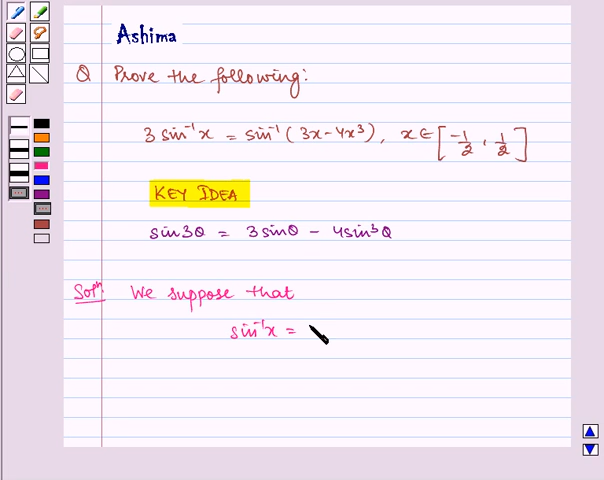 Ashima
Q Prove the following:
3 sin⁻¹x = sin⁻¹(3x-4x³), x ∈ [-1/2, 1/2]
KEY IDEA
sin3θ = 3sinθ - 4sin³θ
Solⁿ: We suppose that
sin⁻¹x =